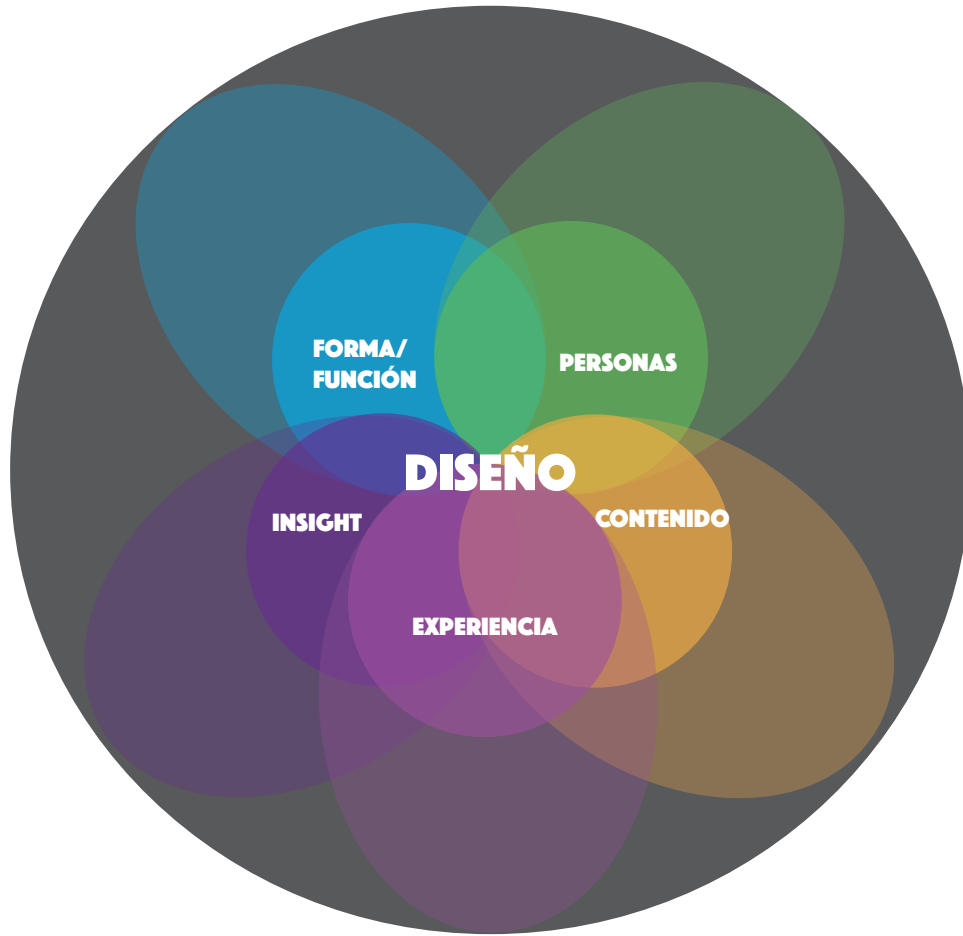 FORMA/
FUNCIÓN
PERSONAS
DISEÑO
INSIGHT
CONTENIDO
EXPERIENCIA